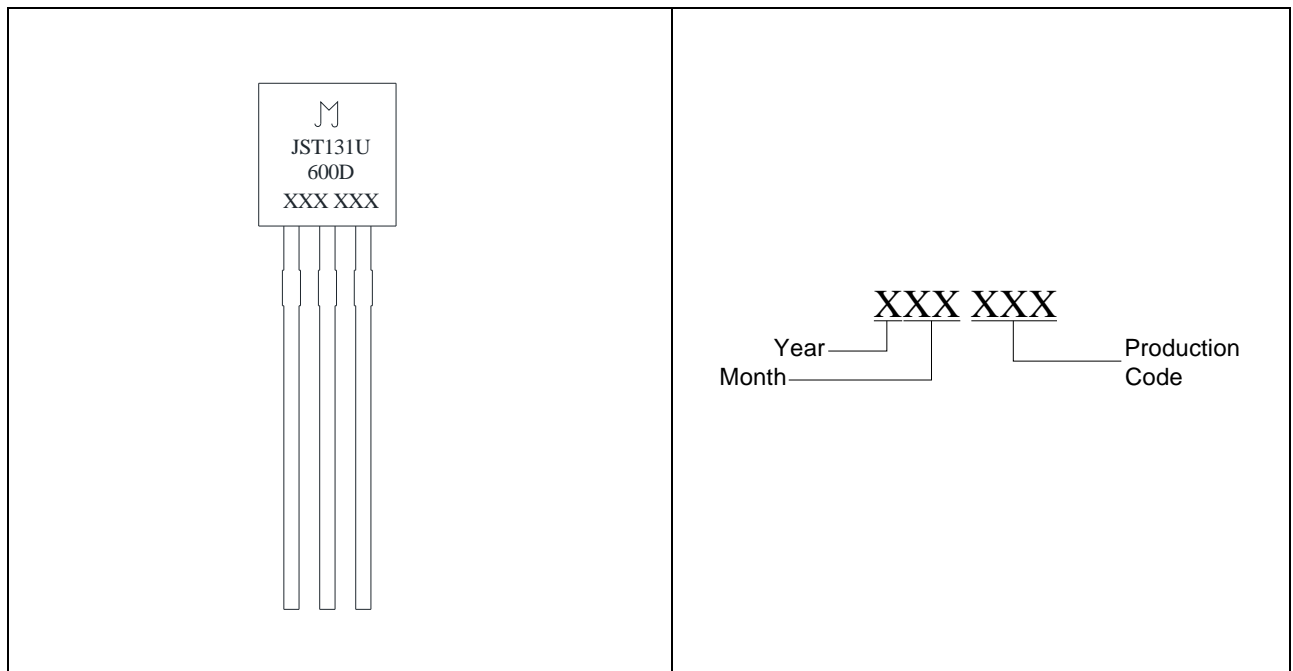 JST131U
600D
XXX XXX
XXX XXX
Year
Month
Production
Code